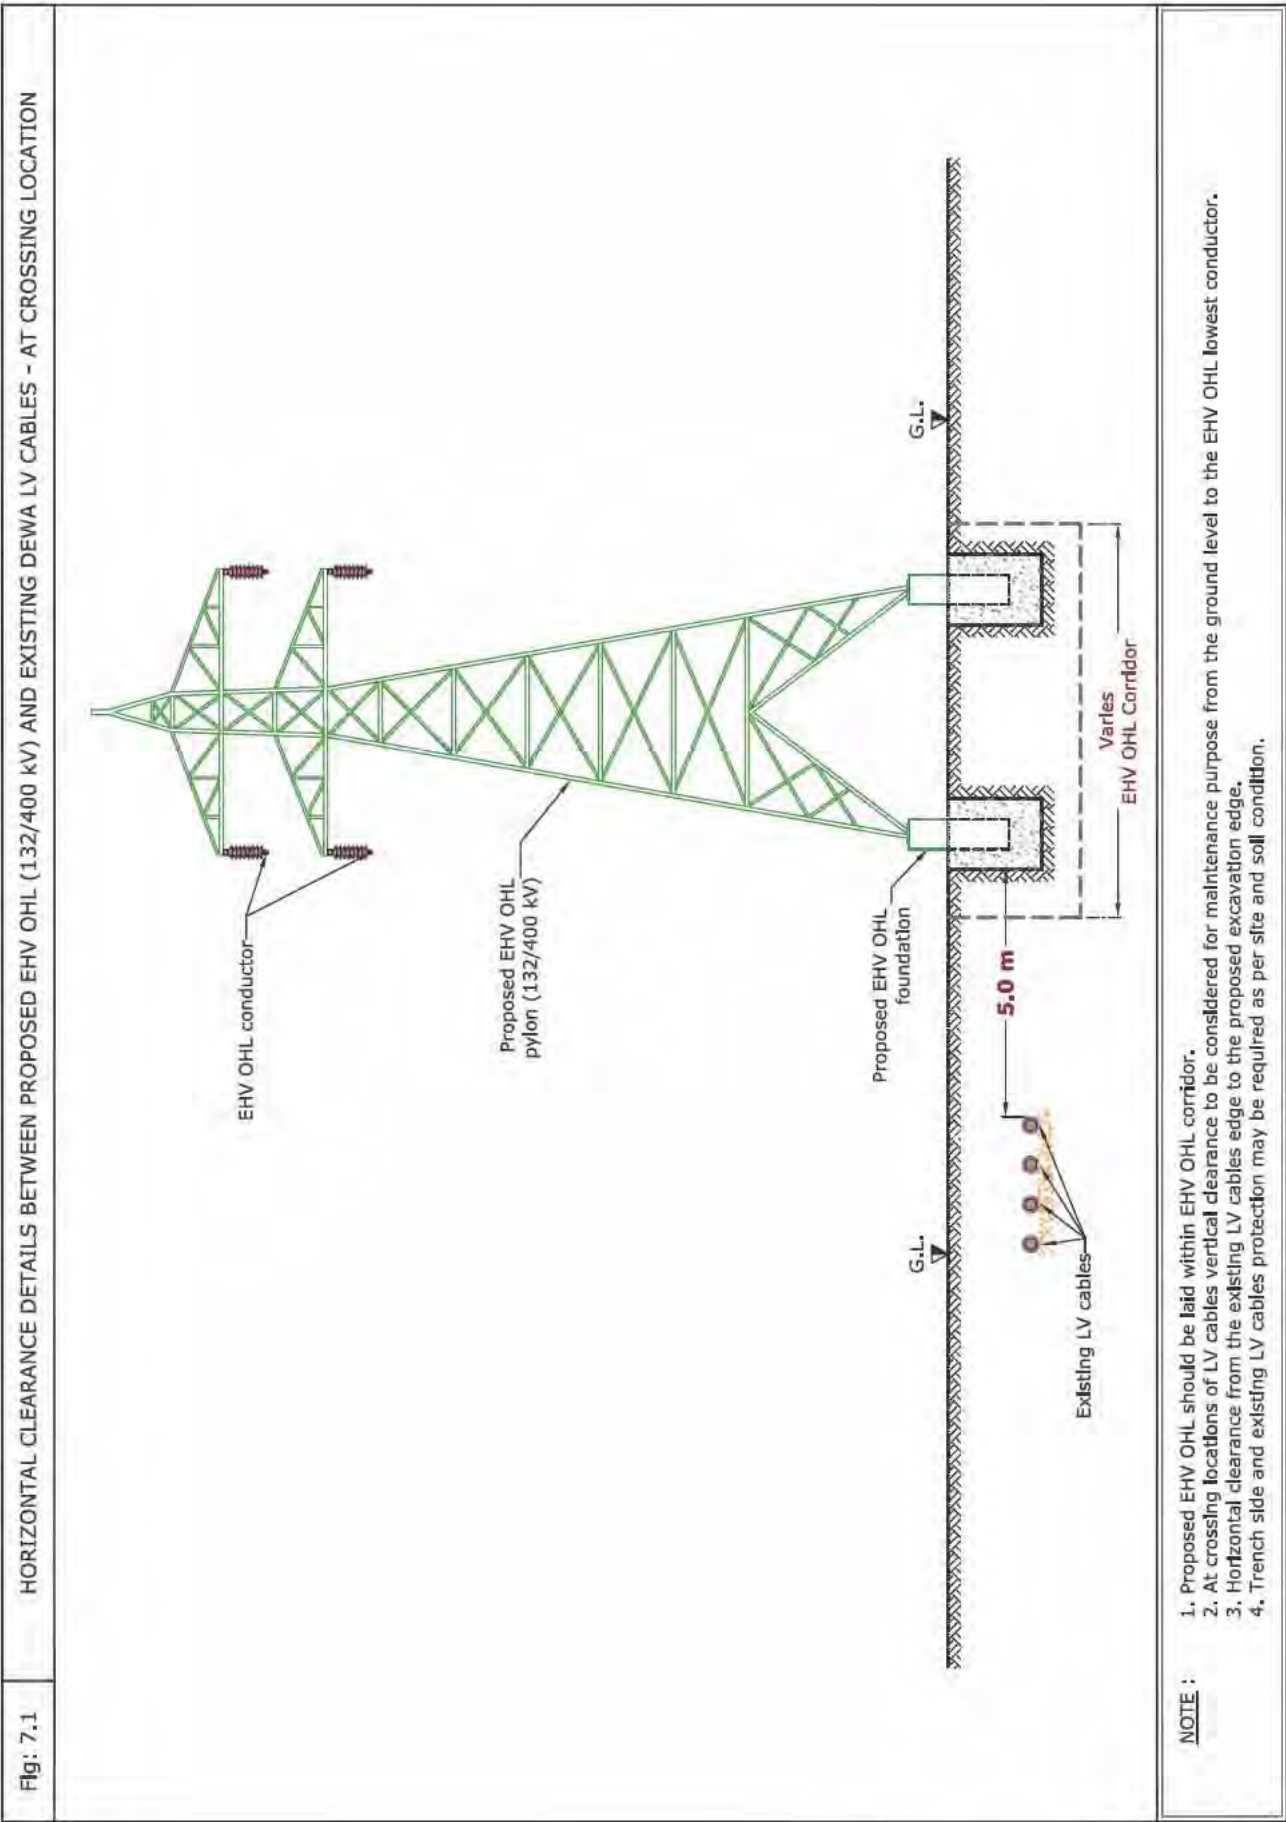 Fig: 7.1
HORIZONTAL CLEARANCE DETAILS BETWEEN PROPOSED EHV OHL (132/400 kV) AND EXISTING DEWA LV CABLES - AT CROSSING LOCATION
EHV OHL conductor
Proposed EHV OHL
pylon (132/400 kV)
Proposed EHV OHL
foundation
G.L.
G.L.
5.0 m
Existing LV cables
Varies
EHV OHL Corridor
NOTE :
1. Proposed EHV OHL should be laid within EHV OHL corridor.
2. At crossing locations of LV cables vertical clearance to be considered for maintenance purpose from the ground level to the EHV OHL lowest conductor.
3. Horizontal clearance from the existing LV cables edge to the proposed excavation edge.
4. Trench side and existing LV cables protection may be required as per site and soil condition.